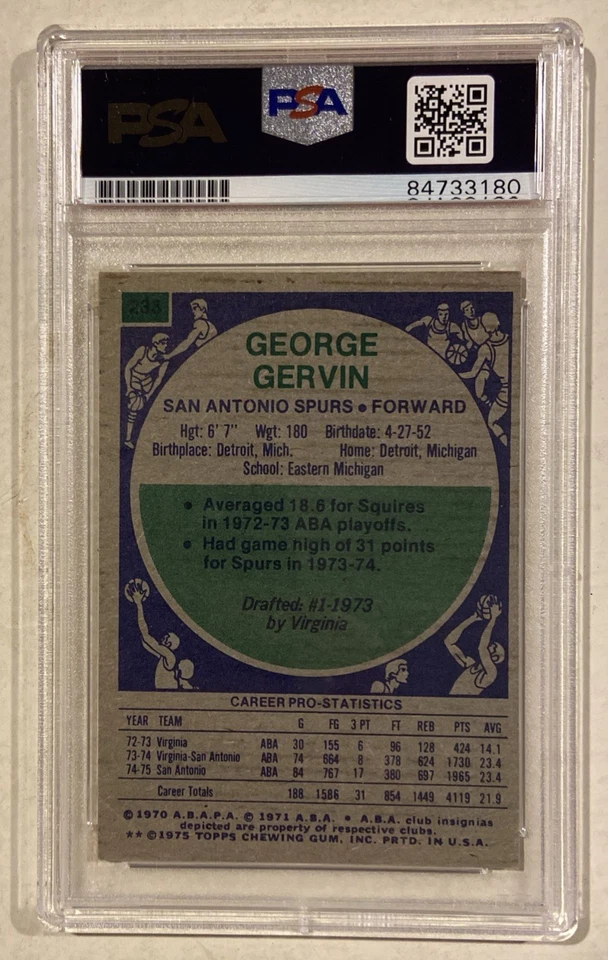 PSA
PSA
84733180
233
GEORGE
GERVIN
SAN ANTONIO SPURS • FORWARD
Hgt: 6' 7" Wgt: 180 Birthdate: 4-27-52
Birthplace: Detroit, Mich. Home: Detroit, Michigan
School: Eastern Michigan
• Averaged 18.6 for Squires
in 1972-73 ABA playoffs.
• Had game high of 31 points
for Spurs in 1973-74.
Drafted: #1-1973
by Virginia
CAREER PRO-STATISTICS
YEAR TEAM G FG 3 PT FT REB PTS AVG
72-73 Virginia ABA 30 155 6 96 128 424 14.1
73-74 Virginia-San Antonio ABA 74 664 8 378 624 1730 23.4
74-75 San Antonio ABA 84 767 17 380 697 1965 23.4
Career Totals 188 1586 31 854 1449 4119 21.9
© 1970 A.B.A.P.A. © 1971 A.B.A. • A.B.A. club insignias
depicted are property of respective clubs.
** © 1975 TOPPS CHEWING GUM, INC. PRTD. IN U.S.A.